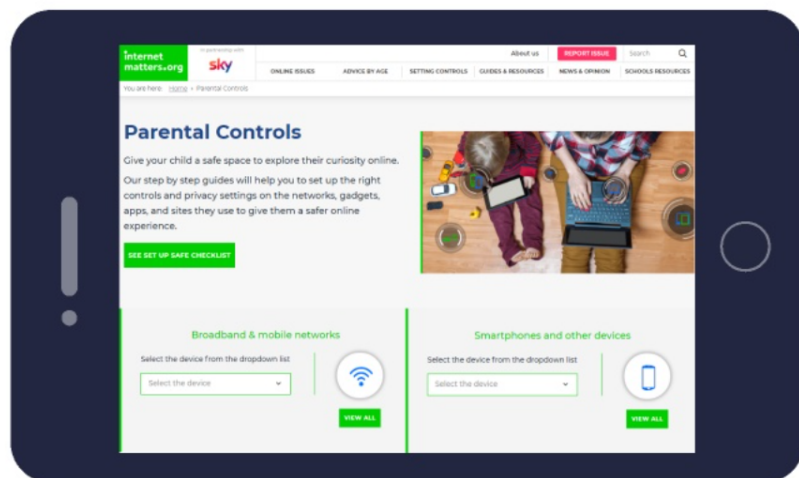 internet
matters.org
in partnership with
sky
About us
REPORT ISSUE
Search
ONLINE ISSUES
ADVICE BY AGE
SETTING CONTROLS
GUIDES & RESOURCES
NEWS & OPINION
SCHOOLS RESOURCES
You are here: Home » Parental Controls
Parental Controls
Give your child a safe space to explore their curiosity online.
Our step by step guides will help you to set up the right
controls and privacy settings on the networks, gadgets,
apps, and sites they use to give them a safer online
experience.
SEE SET UP SAFE CHECKLIST
Broadband & mobile networks
Select the device from the dropdown list
Select the device
VIEW ALL
Smartphones and other devices
Select the device from the dropdown list
Select the device
VIEW ALL